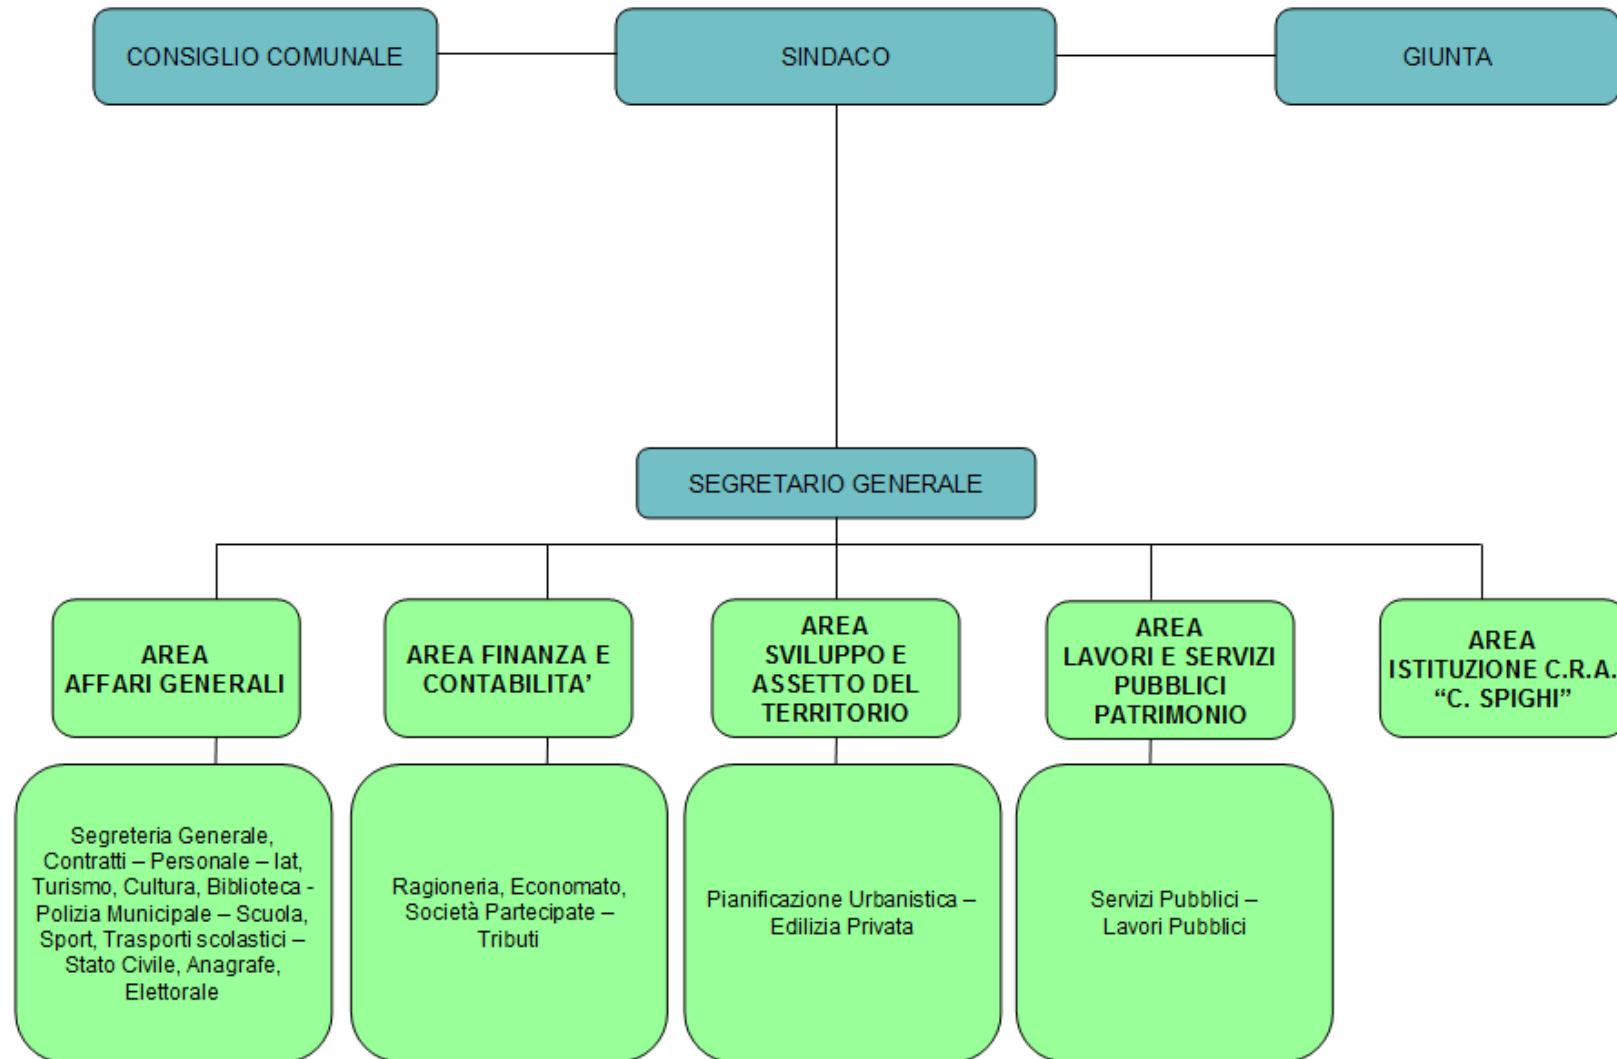 CONSIGLIO COMUNALE
SINDACO
GIUNTA
SEGRETARIO GENERALE
AREA
AFFARI GENERALI
AREA FINANZA E
CONTABILITA’
AREA
SVILUPPO E
ASSETTO DEL
TERRITORIO
AREA
LAVORI E SERVIZI
PUBBLICI
PATRIMONIO
AREA
ISTITUZIONE C.R.A.
“C. SPIGHI”
Segreteria Generale,
Contratti – Personale – Iat,
Turismo, Cultura, Biblioteca -
Polizia Municipale – Scuola,
Sport, Trasporti scolastici –
Stato Civile, Anagrafe,
Elettorale
Ragioneria, Economato,
Società Partecipate –
Tributi
Pianificazione Urbanistica –
Edilizia Privata
Servizi Pubblici –
Lavori Pubblici